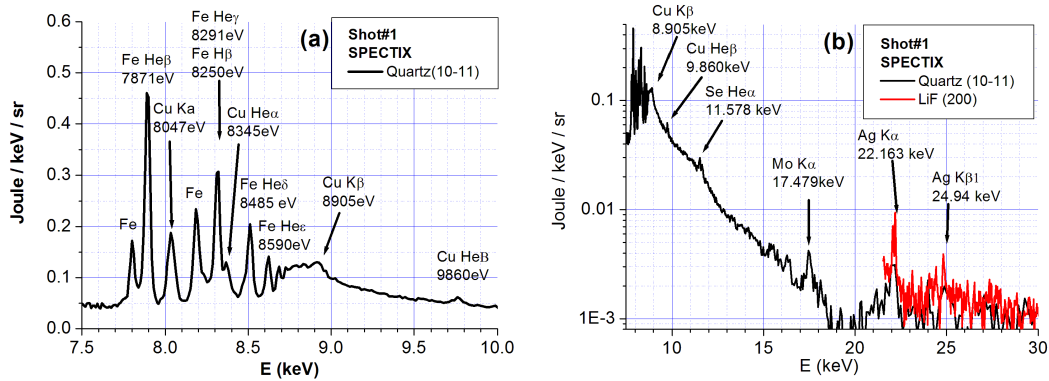 (a)
Shot#1
SPECTIX
Quartz(10-11)
Fe Heγ
8291eV
Fe Hβ
8250eV
Fe Heβ
7871eV
Cu Ka
8047eV
Cu Heα
8345eV
Fe
Fe
Fe Heδ
8485 eV
Fe Heε
8590eV
Cu Kβ
8905eV
Cu Heβ
9860eV
0.6
0.5
0.4
0.3
0.2
0.1
0.0
Joule / keV / sr
7.5
8.0
8.5
9.0
9.5
10.0
E (keV)
(b)
Shot#1
SPECTIX
Quartz (10-11)
LiF (200)
Cu Kβ
8.905keV
Cu Heβ
9.860keV
Se Heα
11.578 keV
Mo Kα
17.479keV
Ag Kα
22.163 keV
Ag Kβ1
24.94 keV
0.1
0.01
1E-3
Joule / keV / sr
10
15
20
25
30
E (keV)